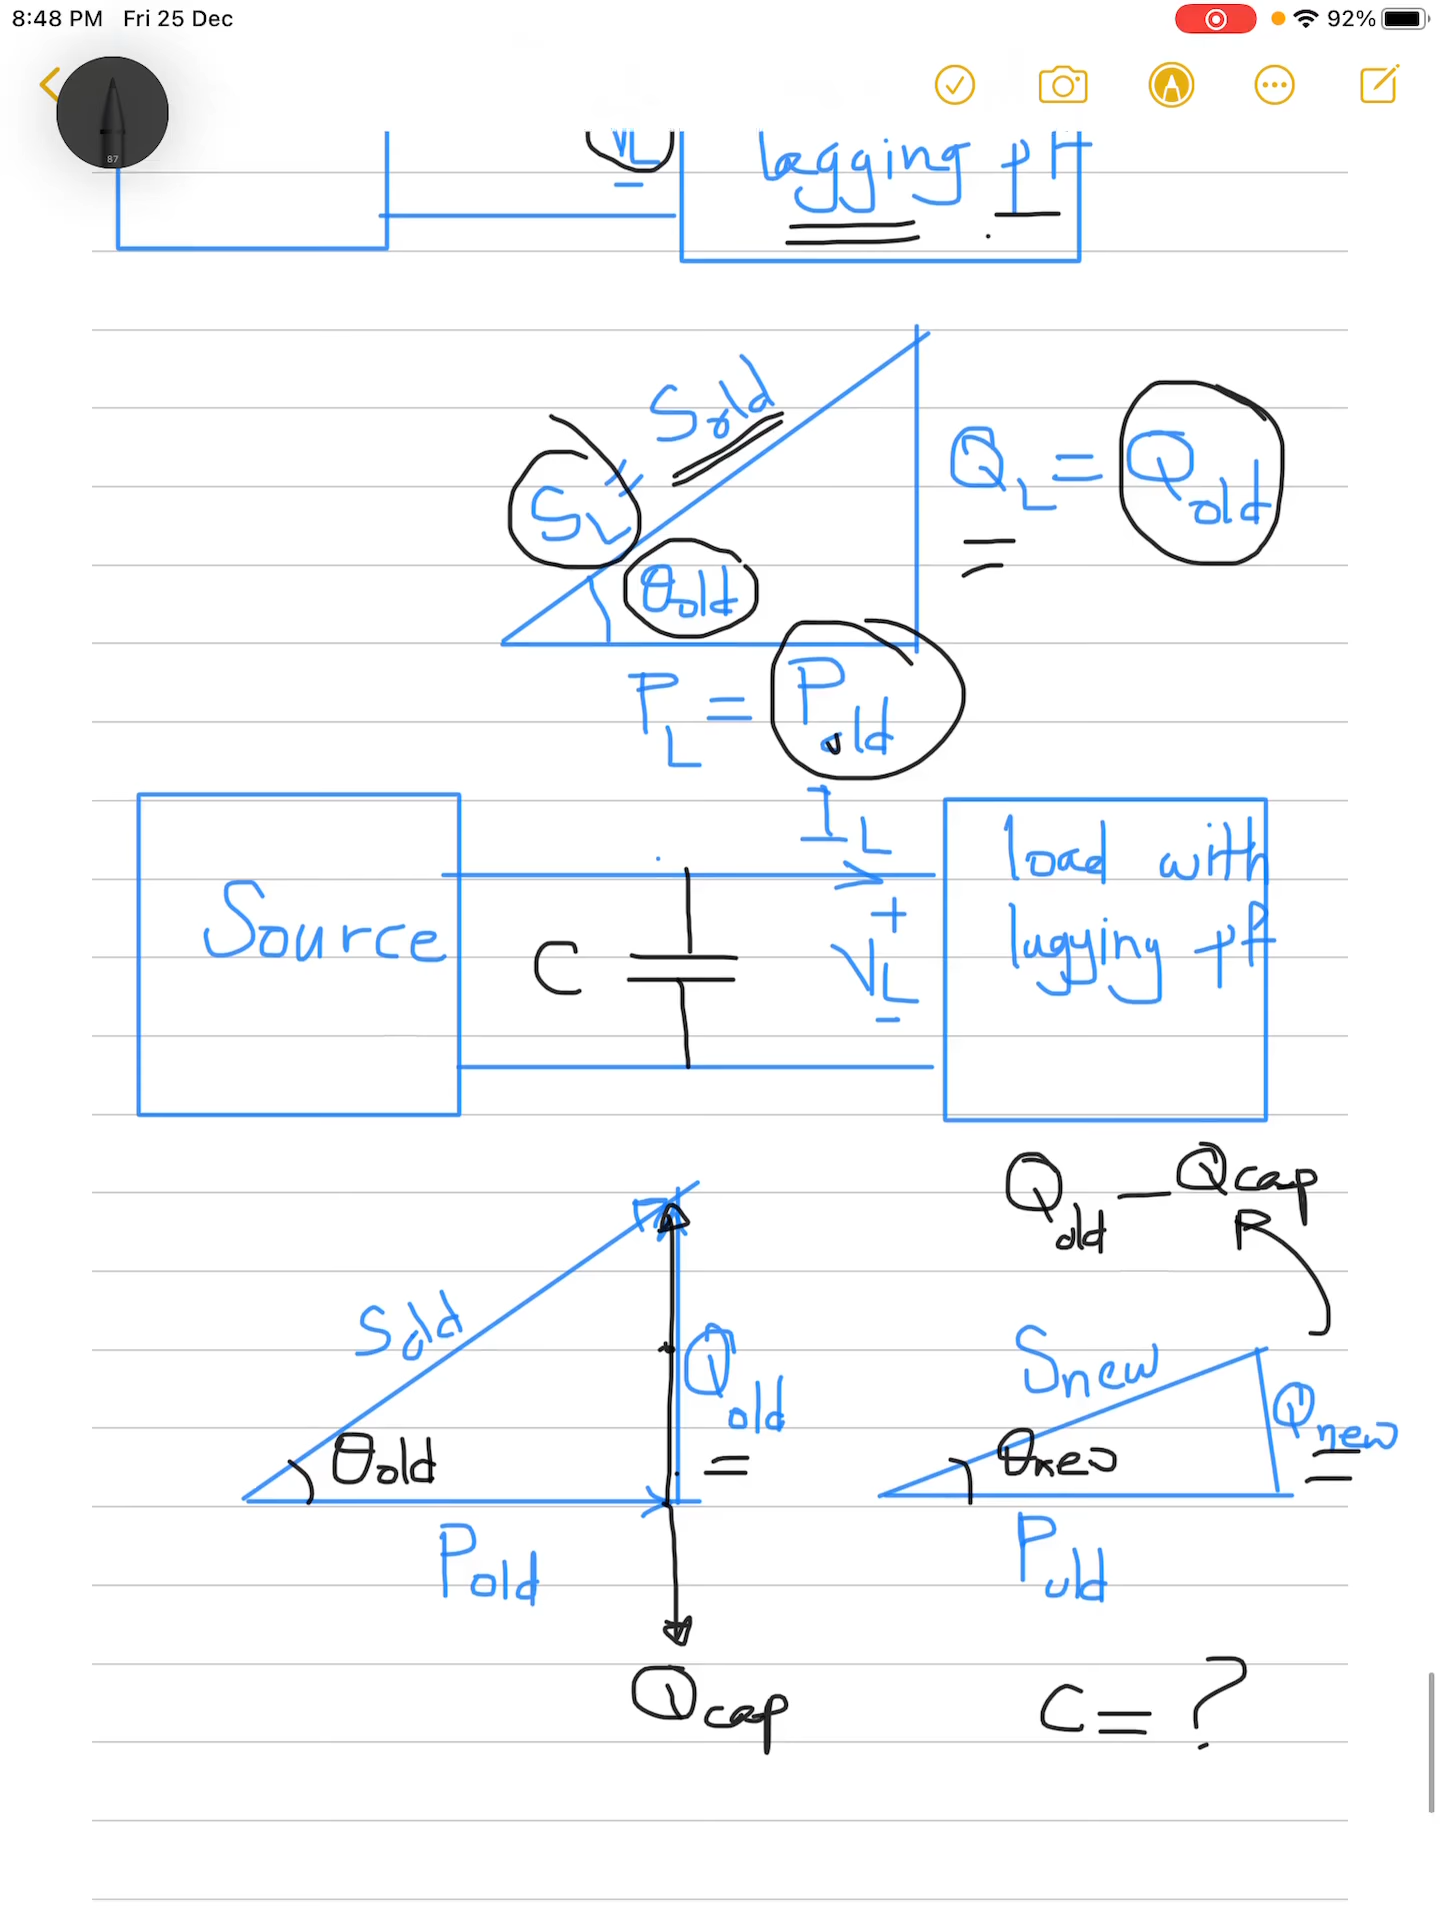 8:48 PM Fri 25 Dec 92%
87
VL
lagging pf
-
Sold
SL =
QL = Qold
θold
PL = Pold
IL
load with
Source
C
+
VL
-
lagging pf
Qold - Qcap
Sold
Snew
Qold
Qnew
θold
θnew
Pold
Pold
Qcap
C = ?